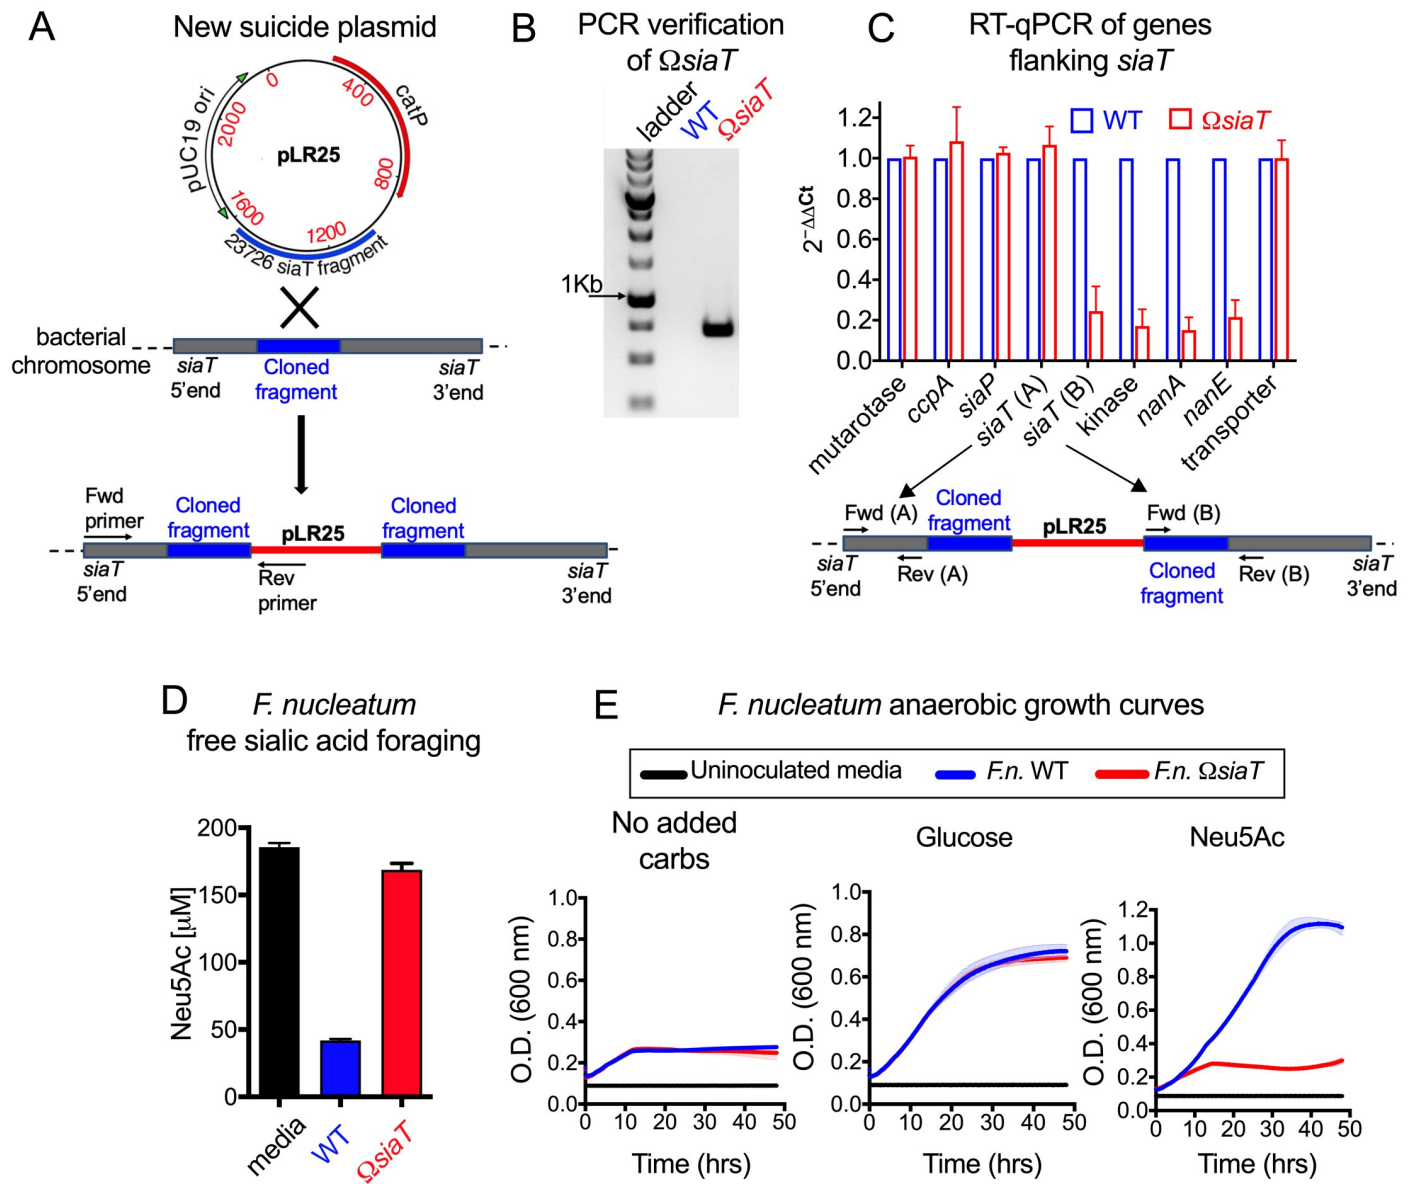 A
New suicide plasmid
0
400
800
1200
1600
2000
catP
pUC19 ori
pLR25
23726 siaT fragment
bacterial
chromosome
siaT
5'end
Cloned
fragment
siaT
3'end
Fwd
primer
Cloned
fragment
pLR25
Cloned
fragment
siaT
5'end
Rev
primer
siaT
3'end
B
PCR verification
of ΩsiaT
ladder
WT
ΩsiaT
1Kb
C
RT-qPCR of genes
flanking siaT
WT
ΩsiaT
2⁻ΔΔCt
1.2
1.0
0.8
0.6
0.4
0.2
0.0
mutarotase
ccpA
siaP
siaT (A)
siaT (B)
kinase
nanA
nanE
transporter
Fwd (A)
Cloned
fragment
pLR25
Fwd (B)
siaT
5'end
Rev (A)
Cloned
fragment
Rev (B)
siaT
3'end
D
F. nucleatum
free sialic acid foraging
Neu5Ac [µM]
200
150
100
50
0
media
WT
ΩsiaT
E
F. nucleatum anaerobic growth curves
Uninoculated media
F.n. WT
F.n. ΩsiaT
No added
carbs
O.D. (600 nm)
1.0
0.8
0.6
0.4
0.2
0.0
0 10 20 30 40 50
Time (hrs)
Glucose
O.D. (600 nm)
1.0
0.8
0.6
0.4
0.2
0.0
0 10 20 30 40 50
Time (hrs)
Neu5Ac
O.D. (600 nm)
1.2
1.0
0.8
0.6
0.4
0.2
0.0
0 10 20 30 40 50
Time (hrs)